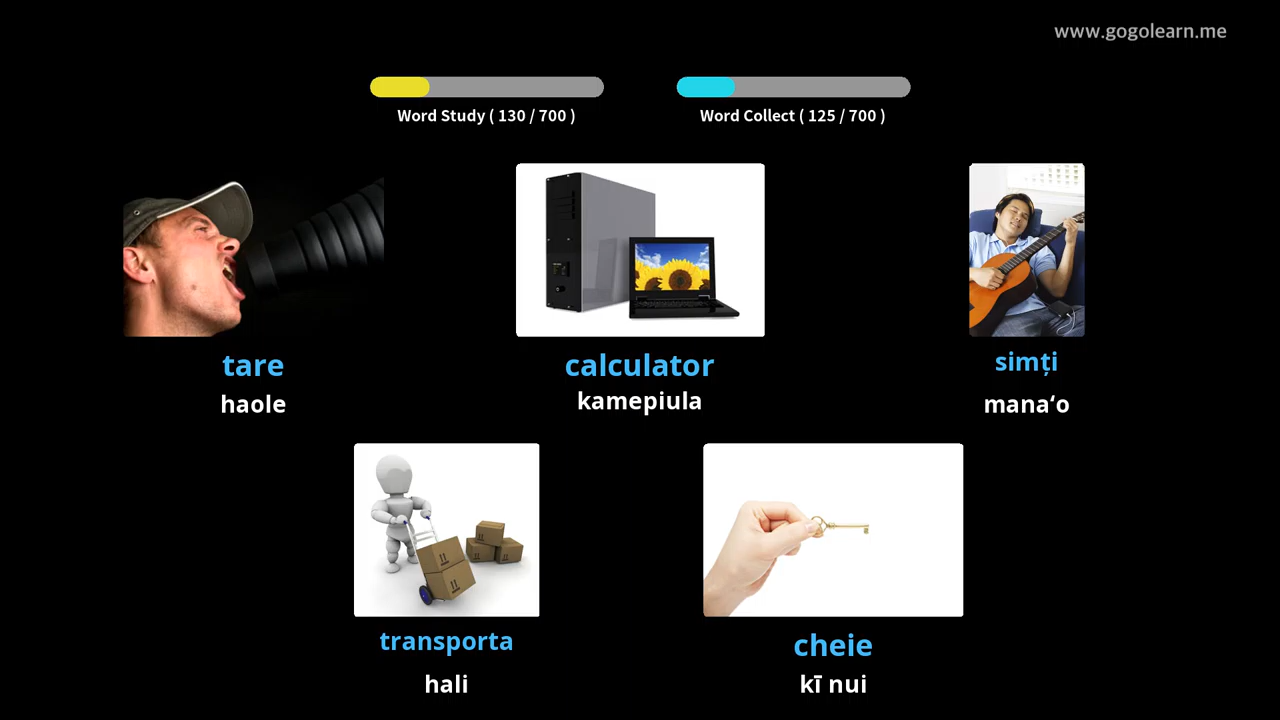 www.gogolearn.me
Word Study ( 130 / 700 )
Word Collect ( 125 / 700 )
tare
haole
calculator
kamepiula
simți
manaʻo
transporta
hali
cheie
kī nui